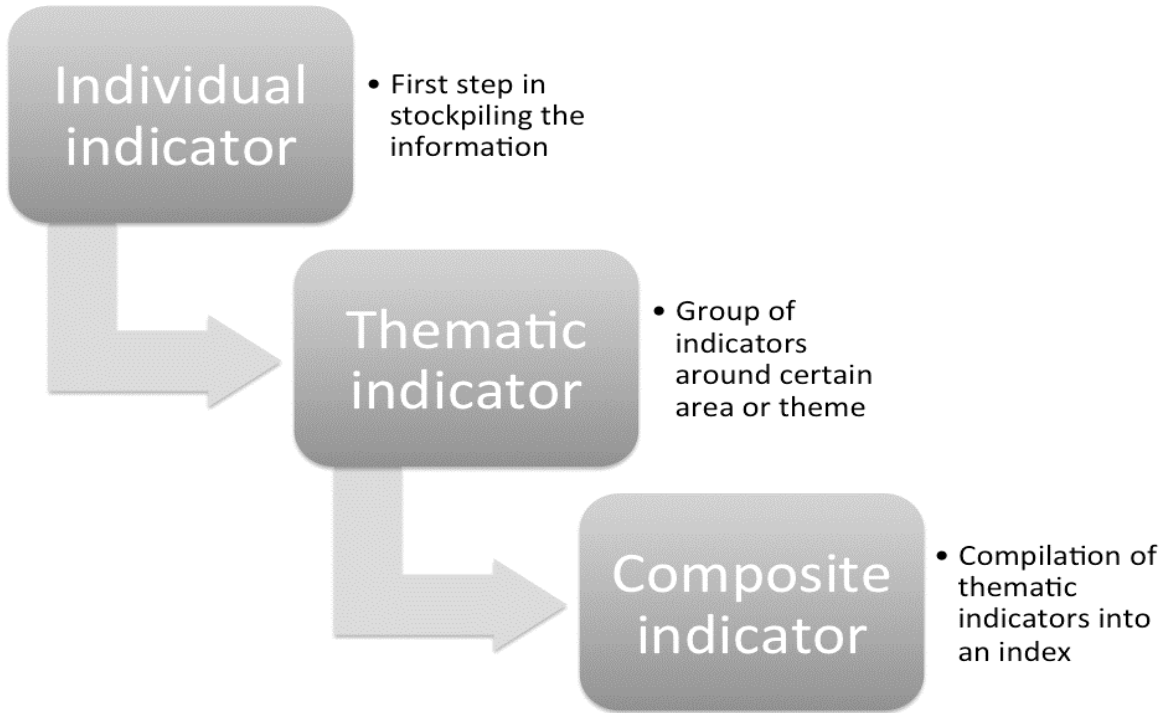 Individual
indicator
• First step in
stockpiling the
information
Thematic
indicator
• Group of
indicators
around certain
area or theme
Composite
indicator
• Compilation of
thematic
indicators into
an index